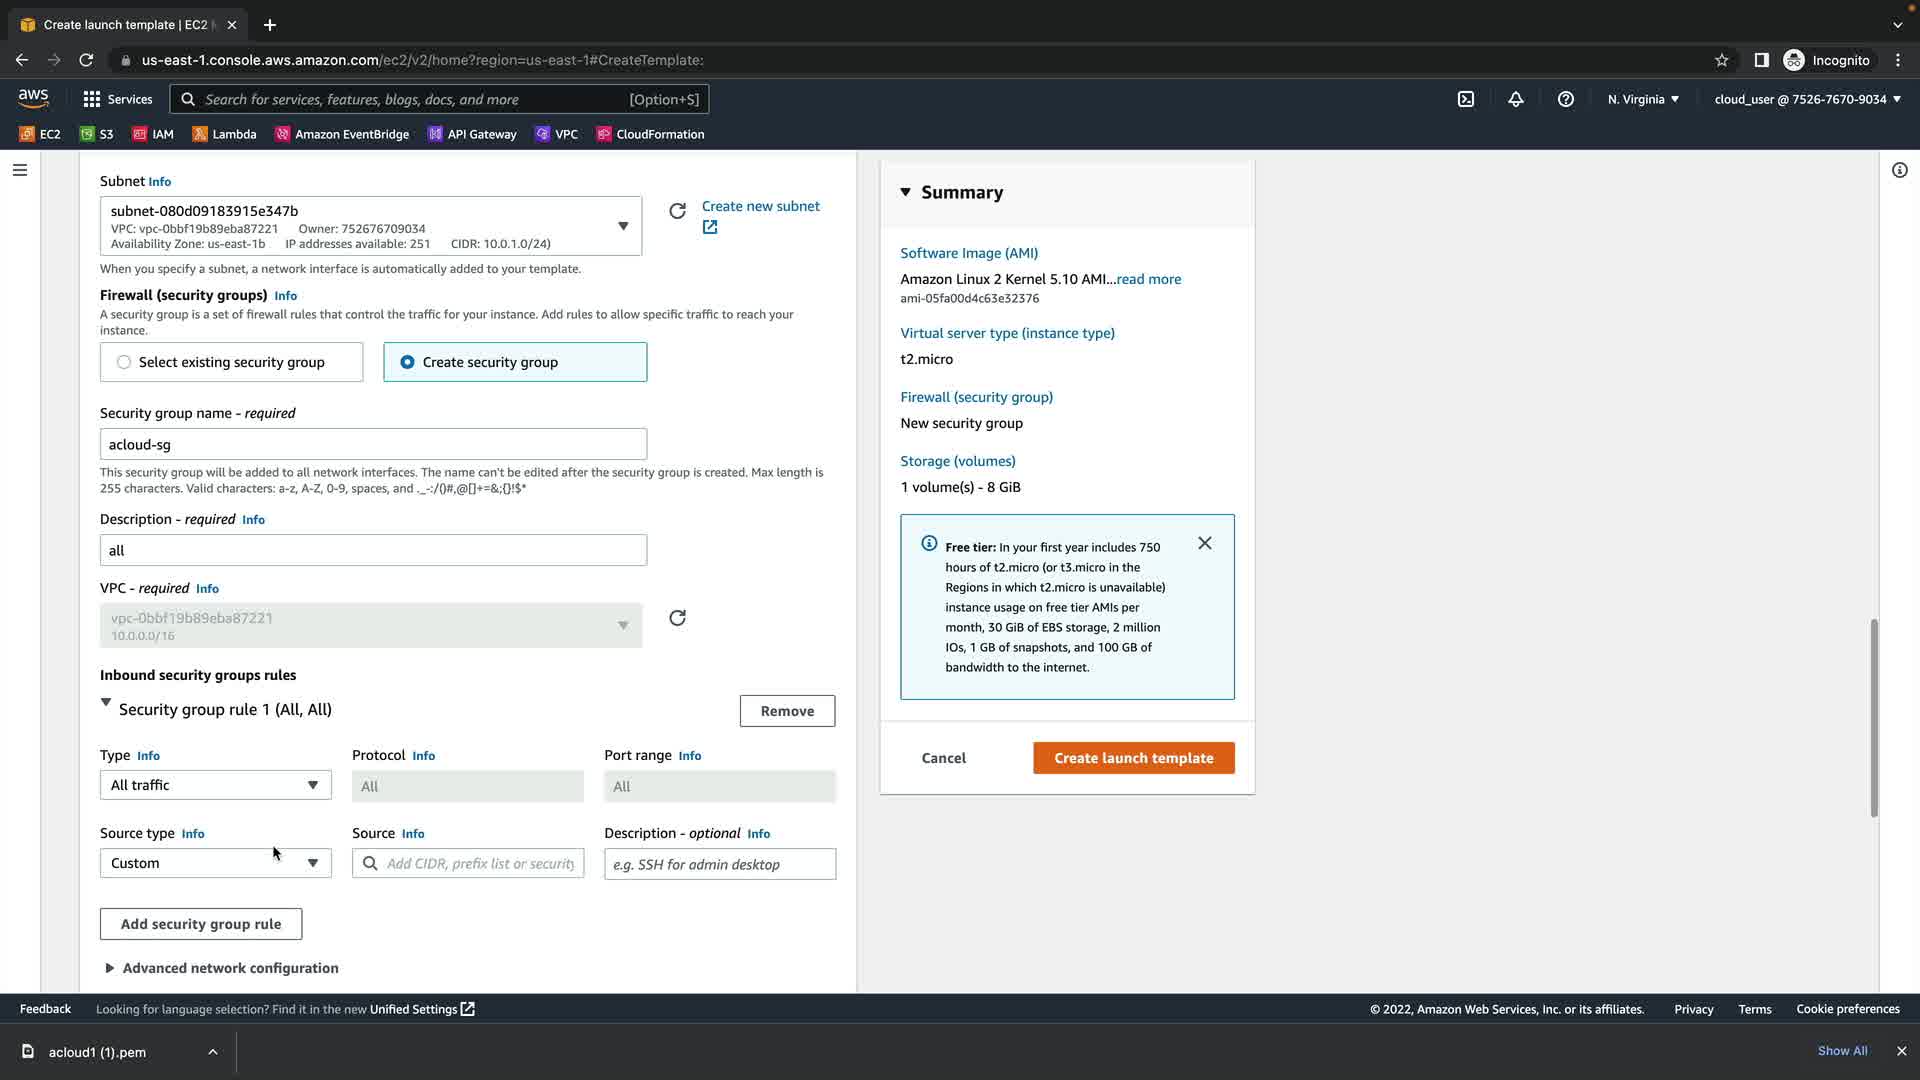 Create launch template | EC2
us-east-1.console.aws.amazon.com/ec2/v2/home?region=us-east-1#CreateTemplate:
Incognito
aws
Services
Search for services, features, blogs, docs, and more
[Option+S]
N. Virginia
cloud_user @ 7526-7670-9034
EC2
S3
IAM
Lambda
Amazon EventBridge
API Gateway
VPC
CloudFormation
Subnet Info
subnet-080d09183915e347b
VPC: vpc-0bbf19b89eba87221 Owner: 752676709034
Availability Zone: us-east-1b IP addresses available: 251 CIDR: 10.0.1.0/24)
Create new subnet
When you specify a subnet, a network interface is automatically added to your template.
Firewall (security groups) Info
A security group is a set of firewall rules that control the traffic for your instance. Add rules to allow specific traffic to reach your
instance.
Select existing security group
Create security group
Security group name - required
acloud-sg
This security group will be added to all network interfaces. The name can't be edited after the security group is created. Max length is
255 characters. Valid characters: a-z, A-Z, 0-9, spaces, and ._-:/()#,@[]+=&;{}!$*
Description - required Info
all
VPC - required Info
vpc-0bbf19b89eba87221
10.0.0.0/16
Inbound security groups rules
Security group rule 1 (All, All)
Remove
Type Info
Protocol Info
Port range Info
All traffic
All
All
Source type Info
Source Info
Description - optional Info
Custom
Add CIDR, prefix list or security
e.g. SSH for admin desktop
Add security group rule
Advanced network configuration
Summary
Software Image (AMI)
Amazon Linux 2 Kernel 5.10 AMI...read more
ami-05fa00d4c63e32376
Virtual server type (instance type)
t2.micro
Firewall (security group)
New security group
Storage (volumes)
1 volume(s) - 8 GiB
Free tier: In your first year includes 750
hours of t2.micro (or t3.micro in the
Regions in which t2.micro is unavailable)
instance usage on free tier AMIs per
month, 30 GiB of EBS storage, 2 million
IOs, 1 GB of snapshots, and 100 GB of
bandwidth to the internet.
Cancel
Create launch template
Feedback
Looking for language selection? Find it in the new Unified Settings
© 2022, Amazon Web Services, Inc. or its affiliates.
Privacy
Terms
Cookie preferences
acloud1 (1).pem
Show All